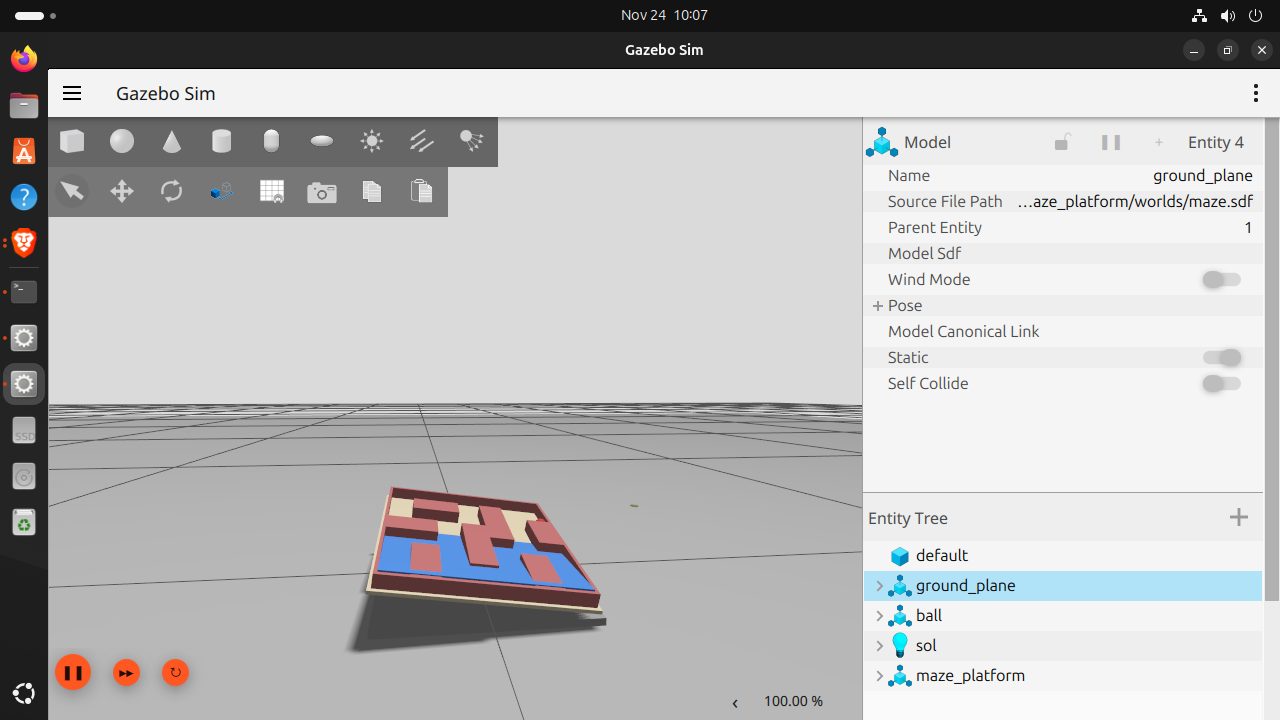 Nov 24 10:07
Gazebo Sim
Gazebo Sim
Model
Entity 4
Name
ground_plane
Source File Path
…aze_platform/worlds/maze.sdf
Parent Entity
1
Model Sdf
Wind Mode
Pose
Model Canonical Link
Static
Self Collide
Entity Tree
default
ground_plane
ball
sol
maze_platform
100.00 %
SSD